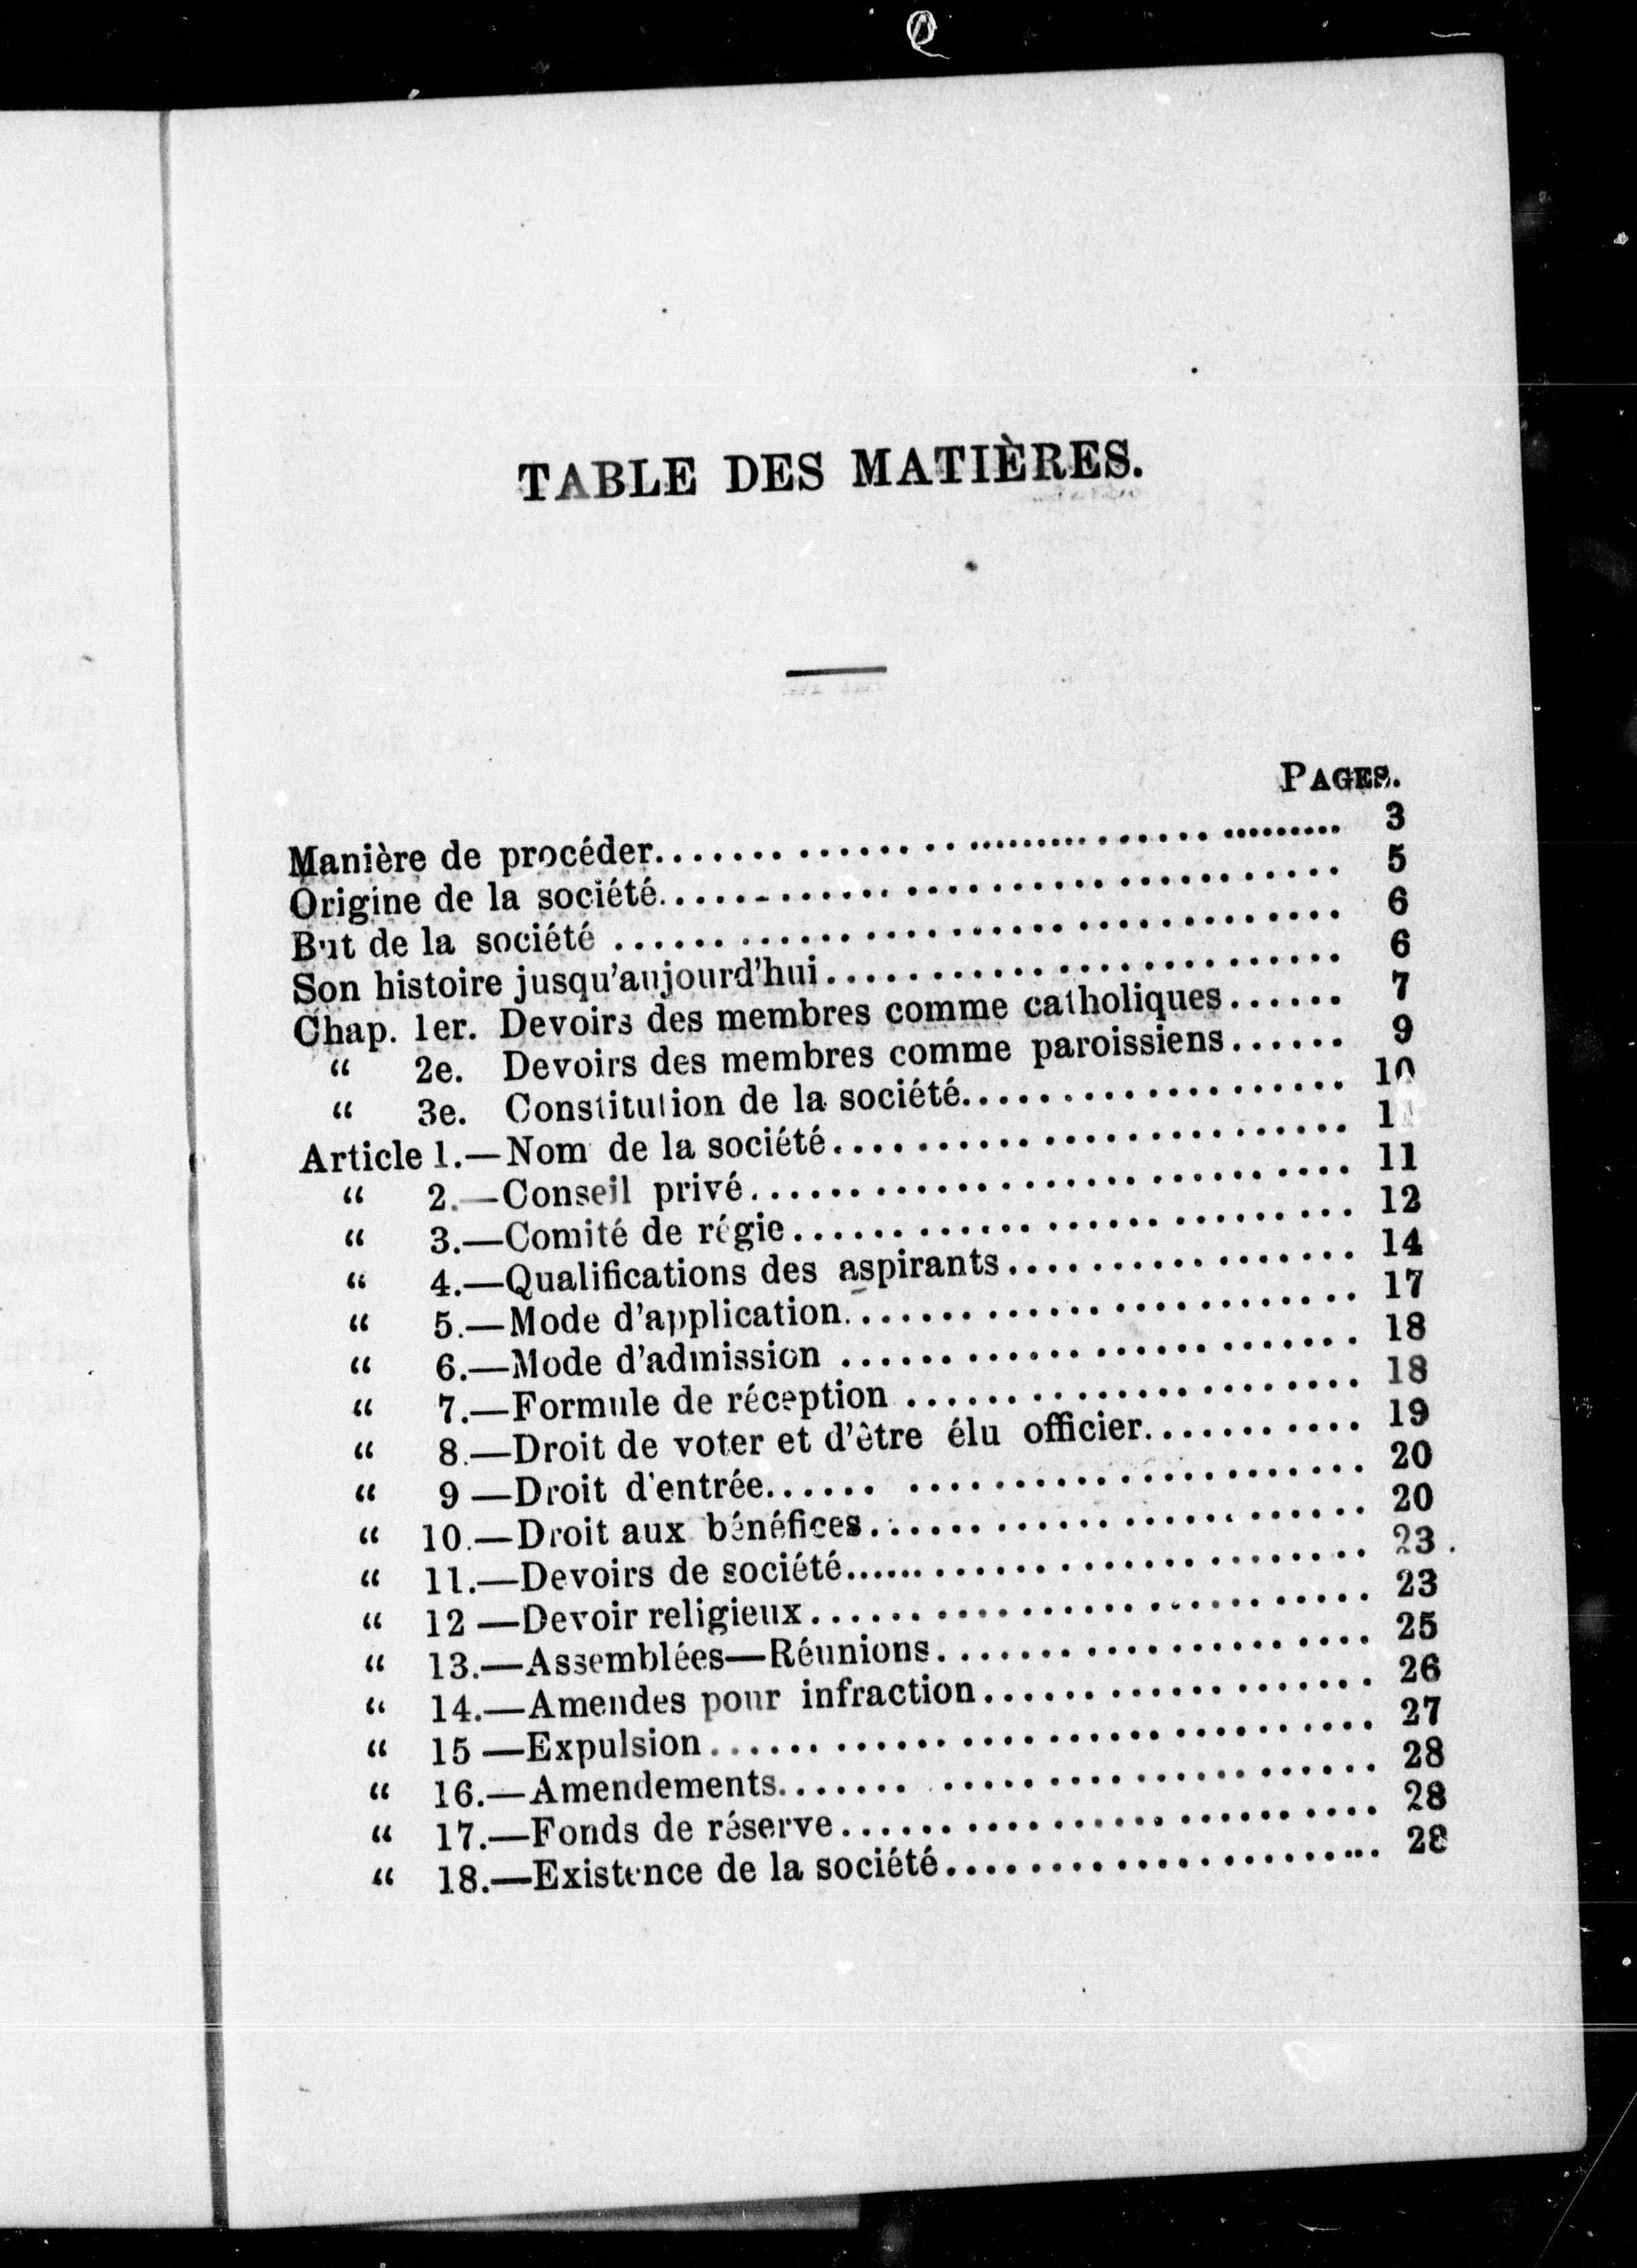 TABLE DES MATIÈRES.
PAGES.
Manière de procéder........................................ 3
Origine de la société................................... 5
But de la société ................................... 6
Son histoire jusqu'aujourd'hui......................... 6
Chap. 1er. Devoirs des membres comme catholiques...... 7
“ 2e. Devoirs des membres comme paroissiens...... 9
“ 3e. Constitution de la société.................. 10
Article 1.—Nom de la société.........................
“ 2.—Conseil privé............................. 11
“ 3.—Comité de régie........................... 12
“ 4.—Qualifications des aspirants................. 14
“ 5.—Mode d'application........................ 17
“ 6.—Mode d'admission ......................... 18
“ 7.—Formule de réception ...................... 18
“ 8.—Droit de voter et d'être élu officier........... 19
“ 9 —Droit d'entrée...... ...................... 20
“ 10.—Droit aux bénéfices........................ 20
“ 11.—Devoirs de société.......................... 23
“ 12 —Devoir religieux........................... 23
“ 13.—Assemblées—Réunions..................... 25
“ 14.—Amendes pour infraction................... 26
“ 15 —Expulsion................................ 27
“ 16.—Amendements....... ..................... 28
“ 17.—Fonds de réserve.......................... 28
“ 18.—Existence de la société..................... 28